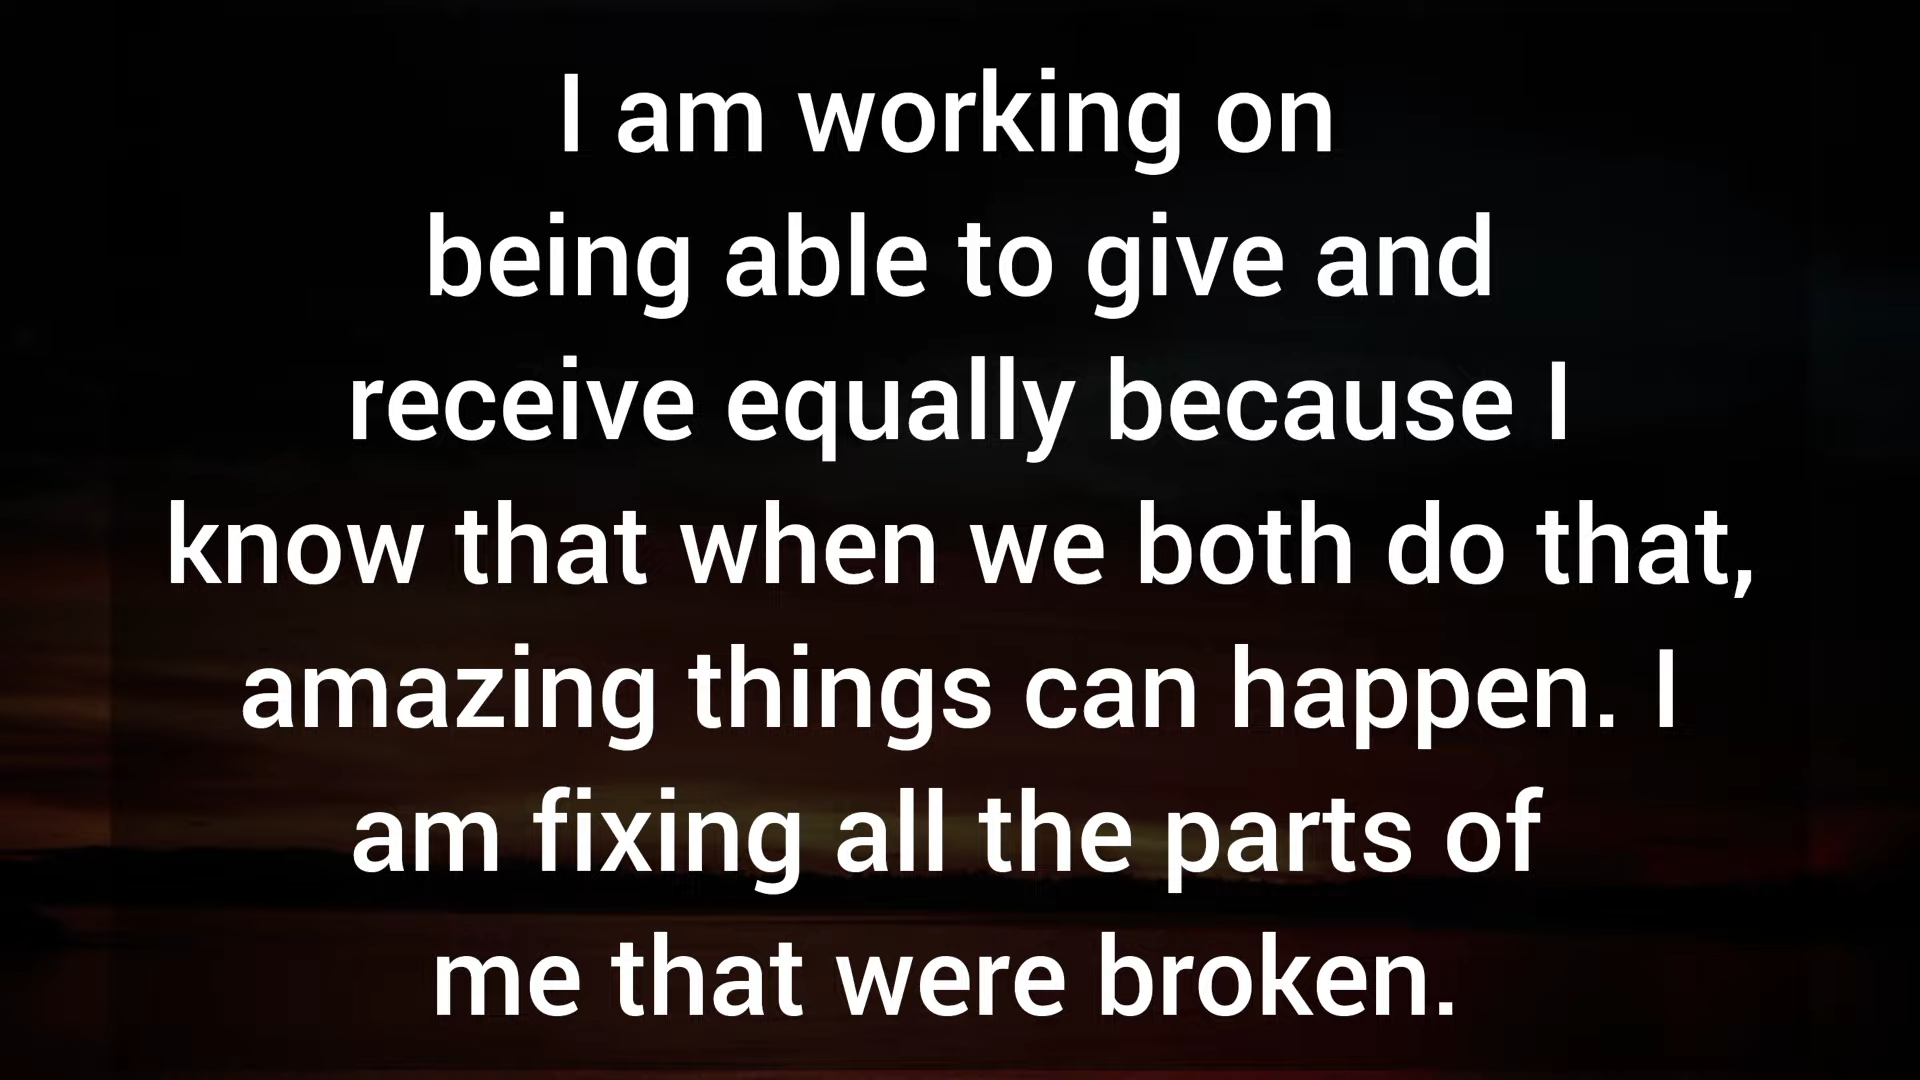 I am working on
being able to give and
receive equally because I
know that when we both do that,
amazing things can happen. I
am fixing all the parts of
me that were broken.